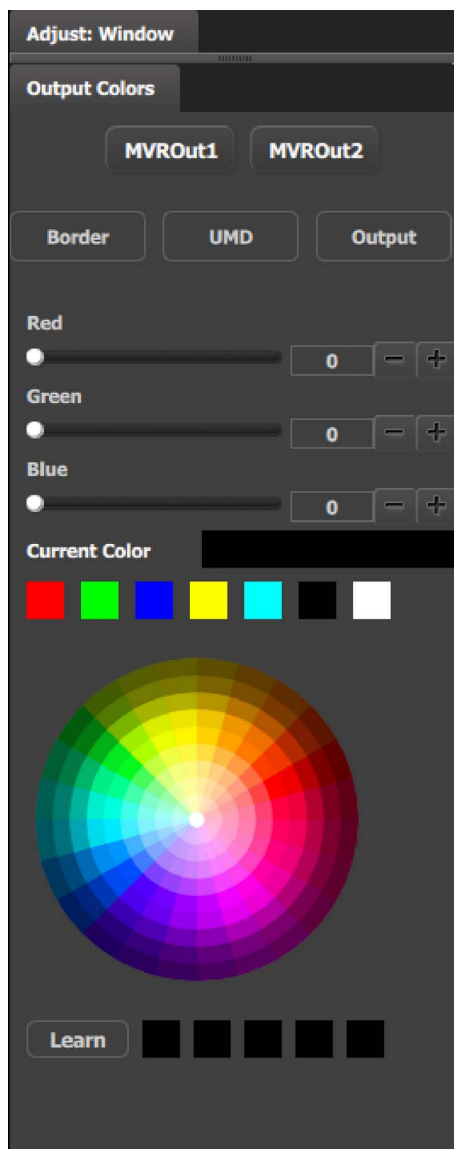 Adjust: Window
Output Colors
MVROut1 MVROut2
Border UMD Output
Red
0 − +
Green
0 − +
Blue
0 − +
Current Color
Learn